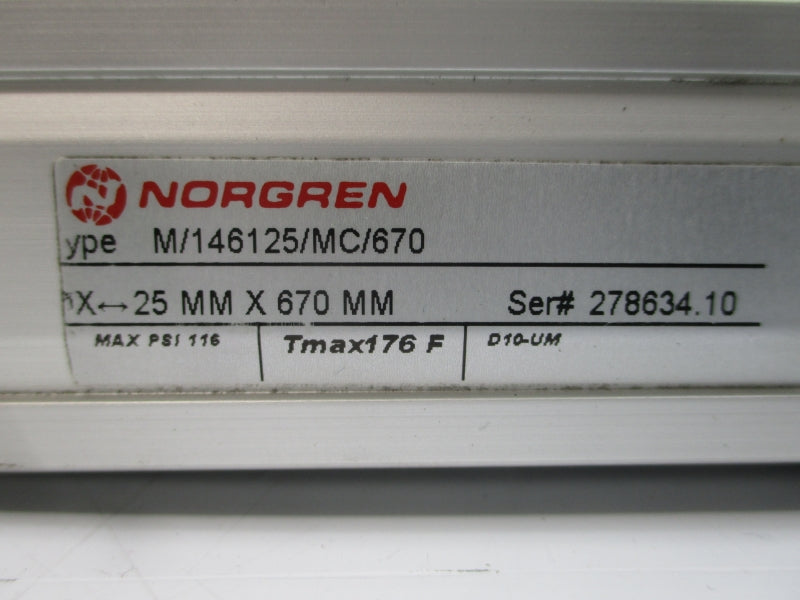 NORGREN
ype M/146125/MC/670
X↔25 MM X 670 MM Ser# 278634.10
MAX PSI 116 Tmax176 F D10-UM